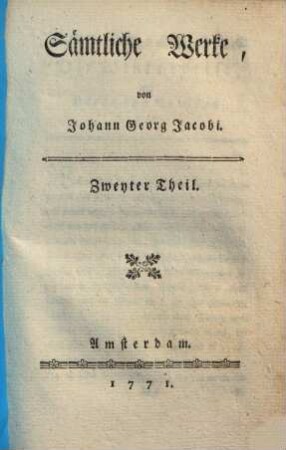 Sämtliche Werke,
von
Johann Georg Jacobi.
Zweyter Theil.
Amsterdam.
1771.